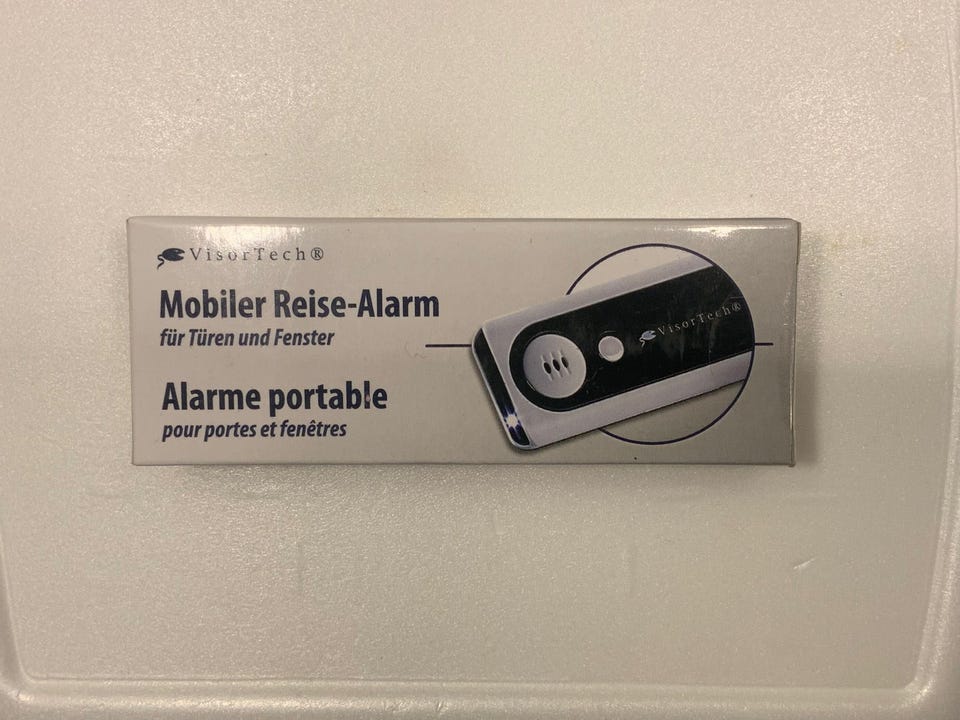 VisorTech®
Mobiler Reise-Alarm
für Türen und Fenster
Alarme portable
pour portes et fenêtres
VisorTech®